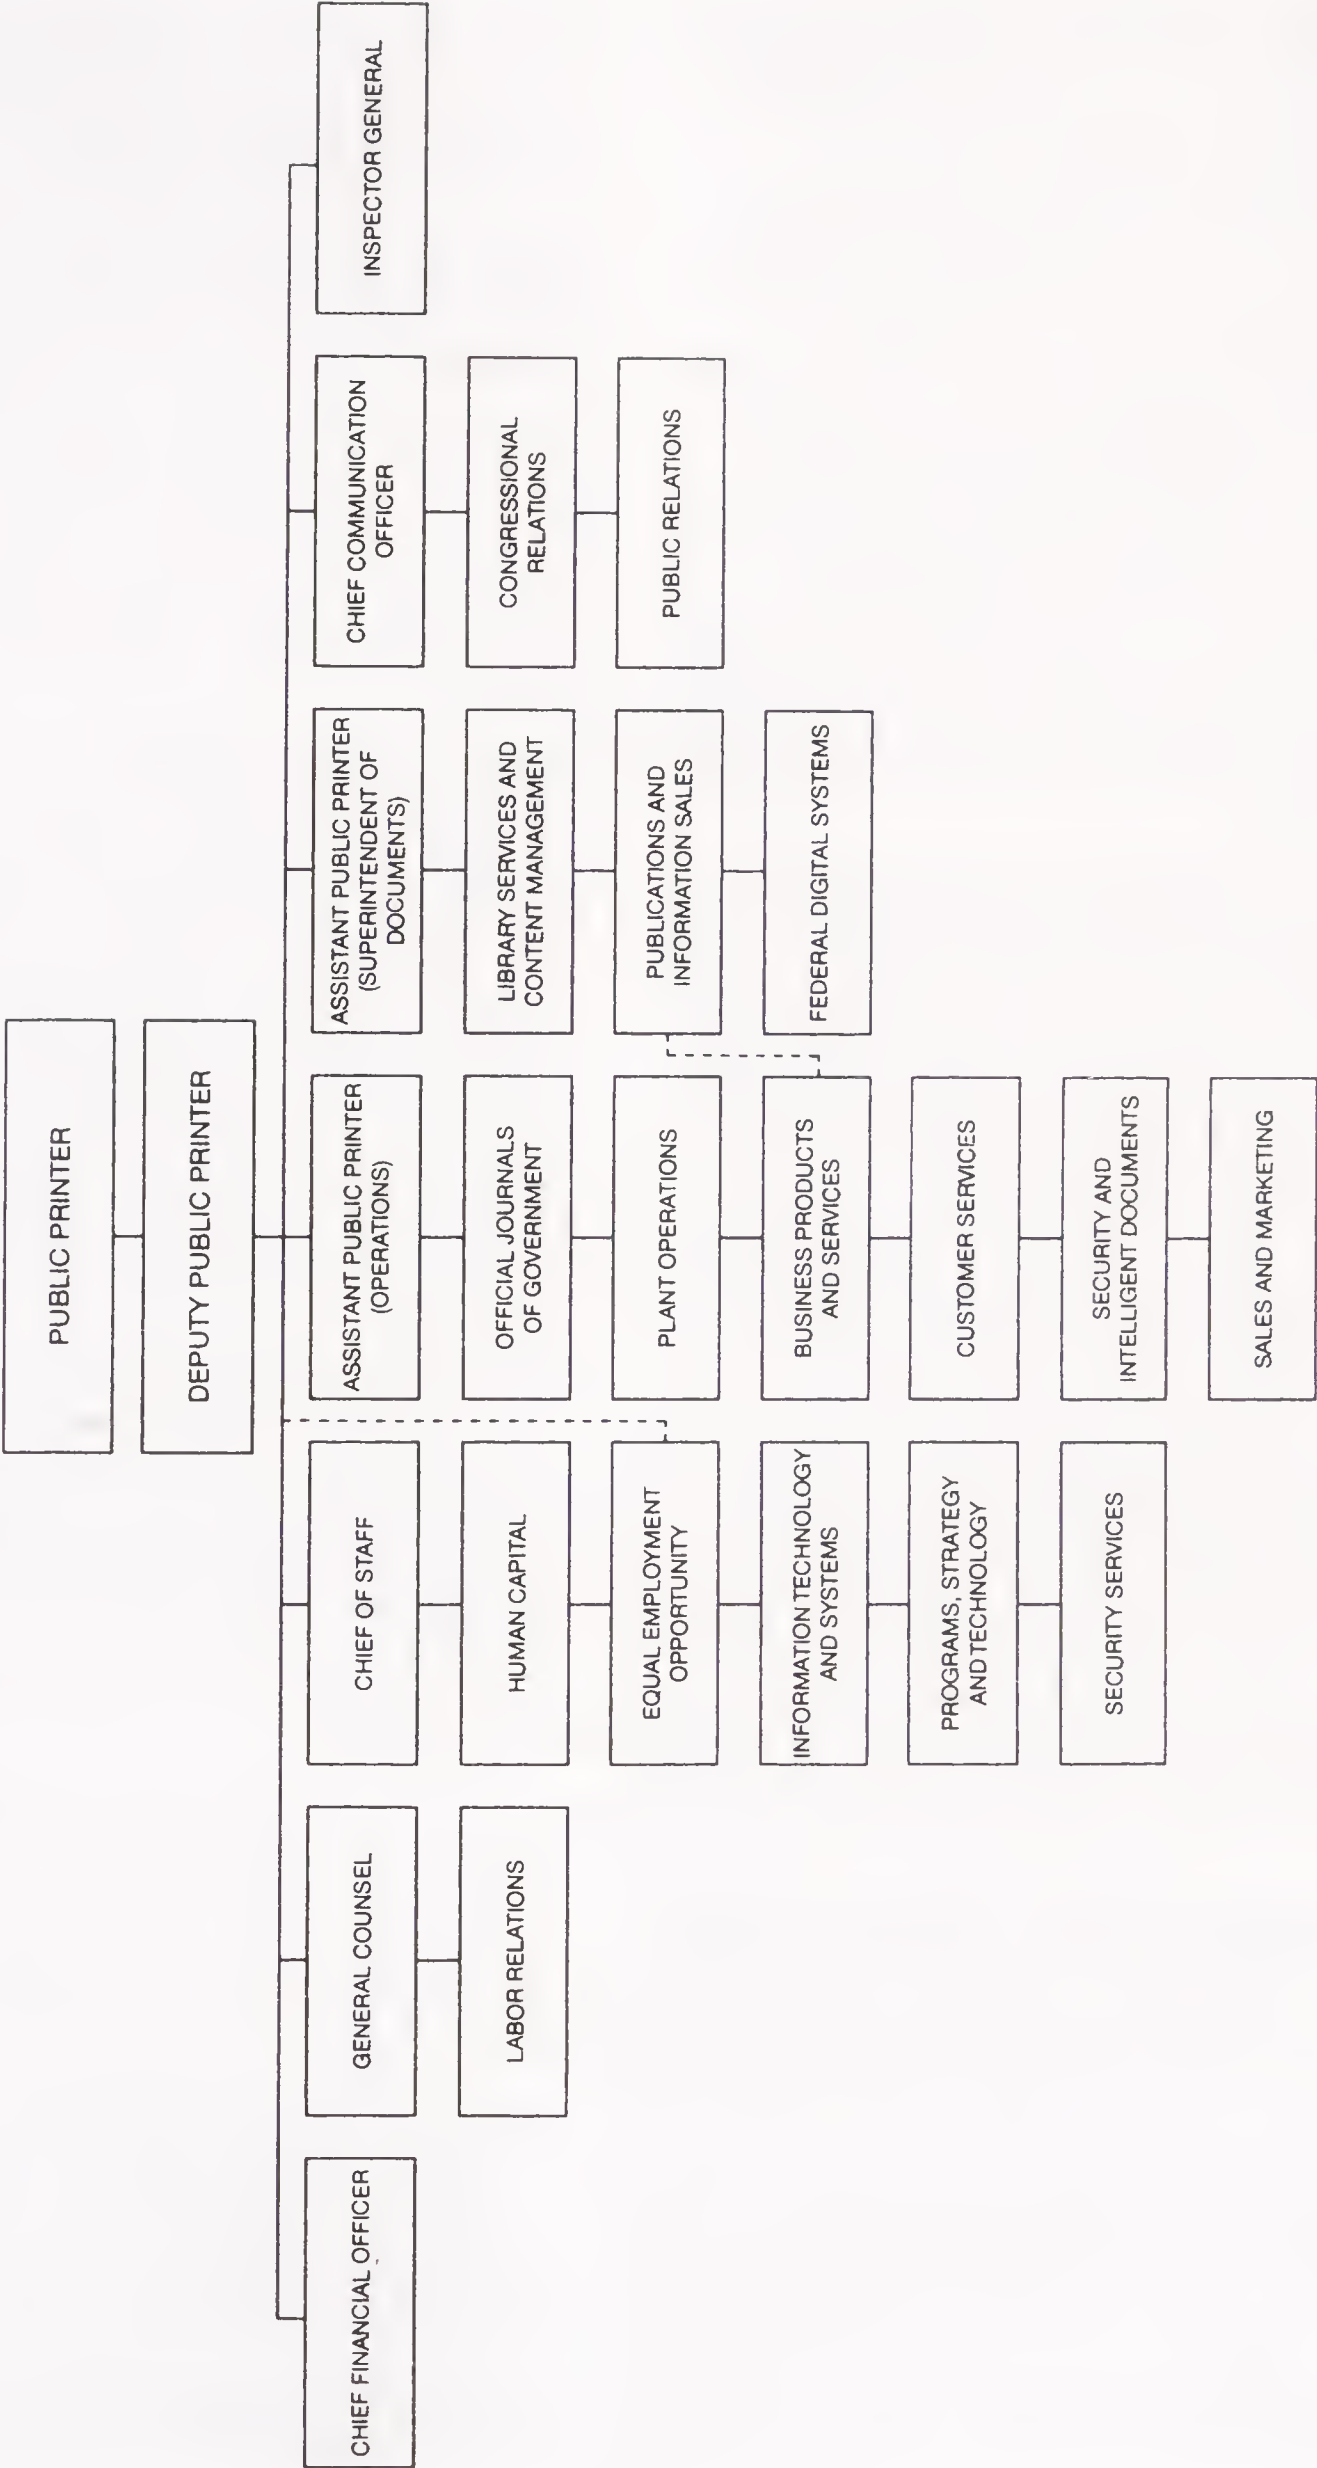 PUBLIC PRINTER
DEPUTY PUBLIC PRINTER
CHIEF FINANCIAL OFFICER
GENERAL COUNSEL
LABOR RELATIONS
CHIEF OF STAFF
HUMAN CAPITAL
EQUAL EMPLOYMENT
OPPORTUNITY
INFORMATION TECHNOLOGY
AND SYSTEMS
PROGRAMS, STRATEGY
AND TECHNOLOGY
SECURITY SERVICES
ASSISTANT PUBLIC PRINTER
(OPERATIONS)
OFFICIAL JOURNALS
OF GOVERNMENT
PLANT OPERATIONS
BUSINESS PRODUCTS
AND SERVICES
CUSTOMER SERVICES
SECURITY AND
INTELLIGENT DOCUMENTS
SALES AND MARKETING
ASSISTANT PUBLIC PRINTER
(SUPERINTENDENT OF
DOCUMENTS)
LIBRARY SERVICES AND
CONTENT MANAGEMENT
PUBLICATIONS AND
INFORMATION SALES
FEDERAL DIGITAL SYSTEMS
CHIEF COMMUNICATION
OFFICER
CONGRESSIONAL
RELATIONS
PUBLIC RELATIONS
INSPECTOR GENERAL